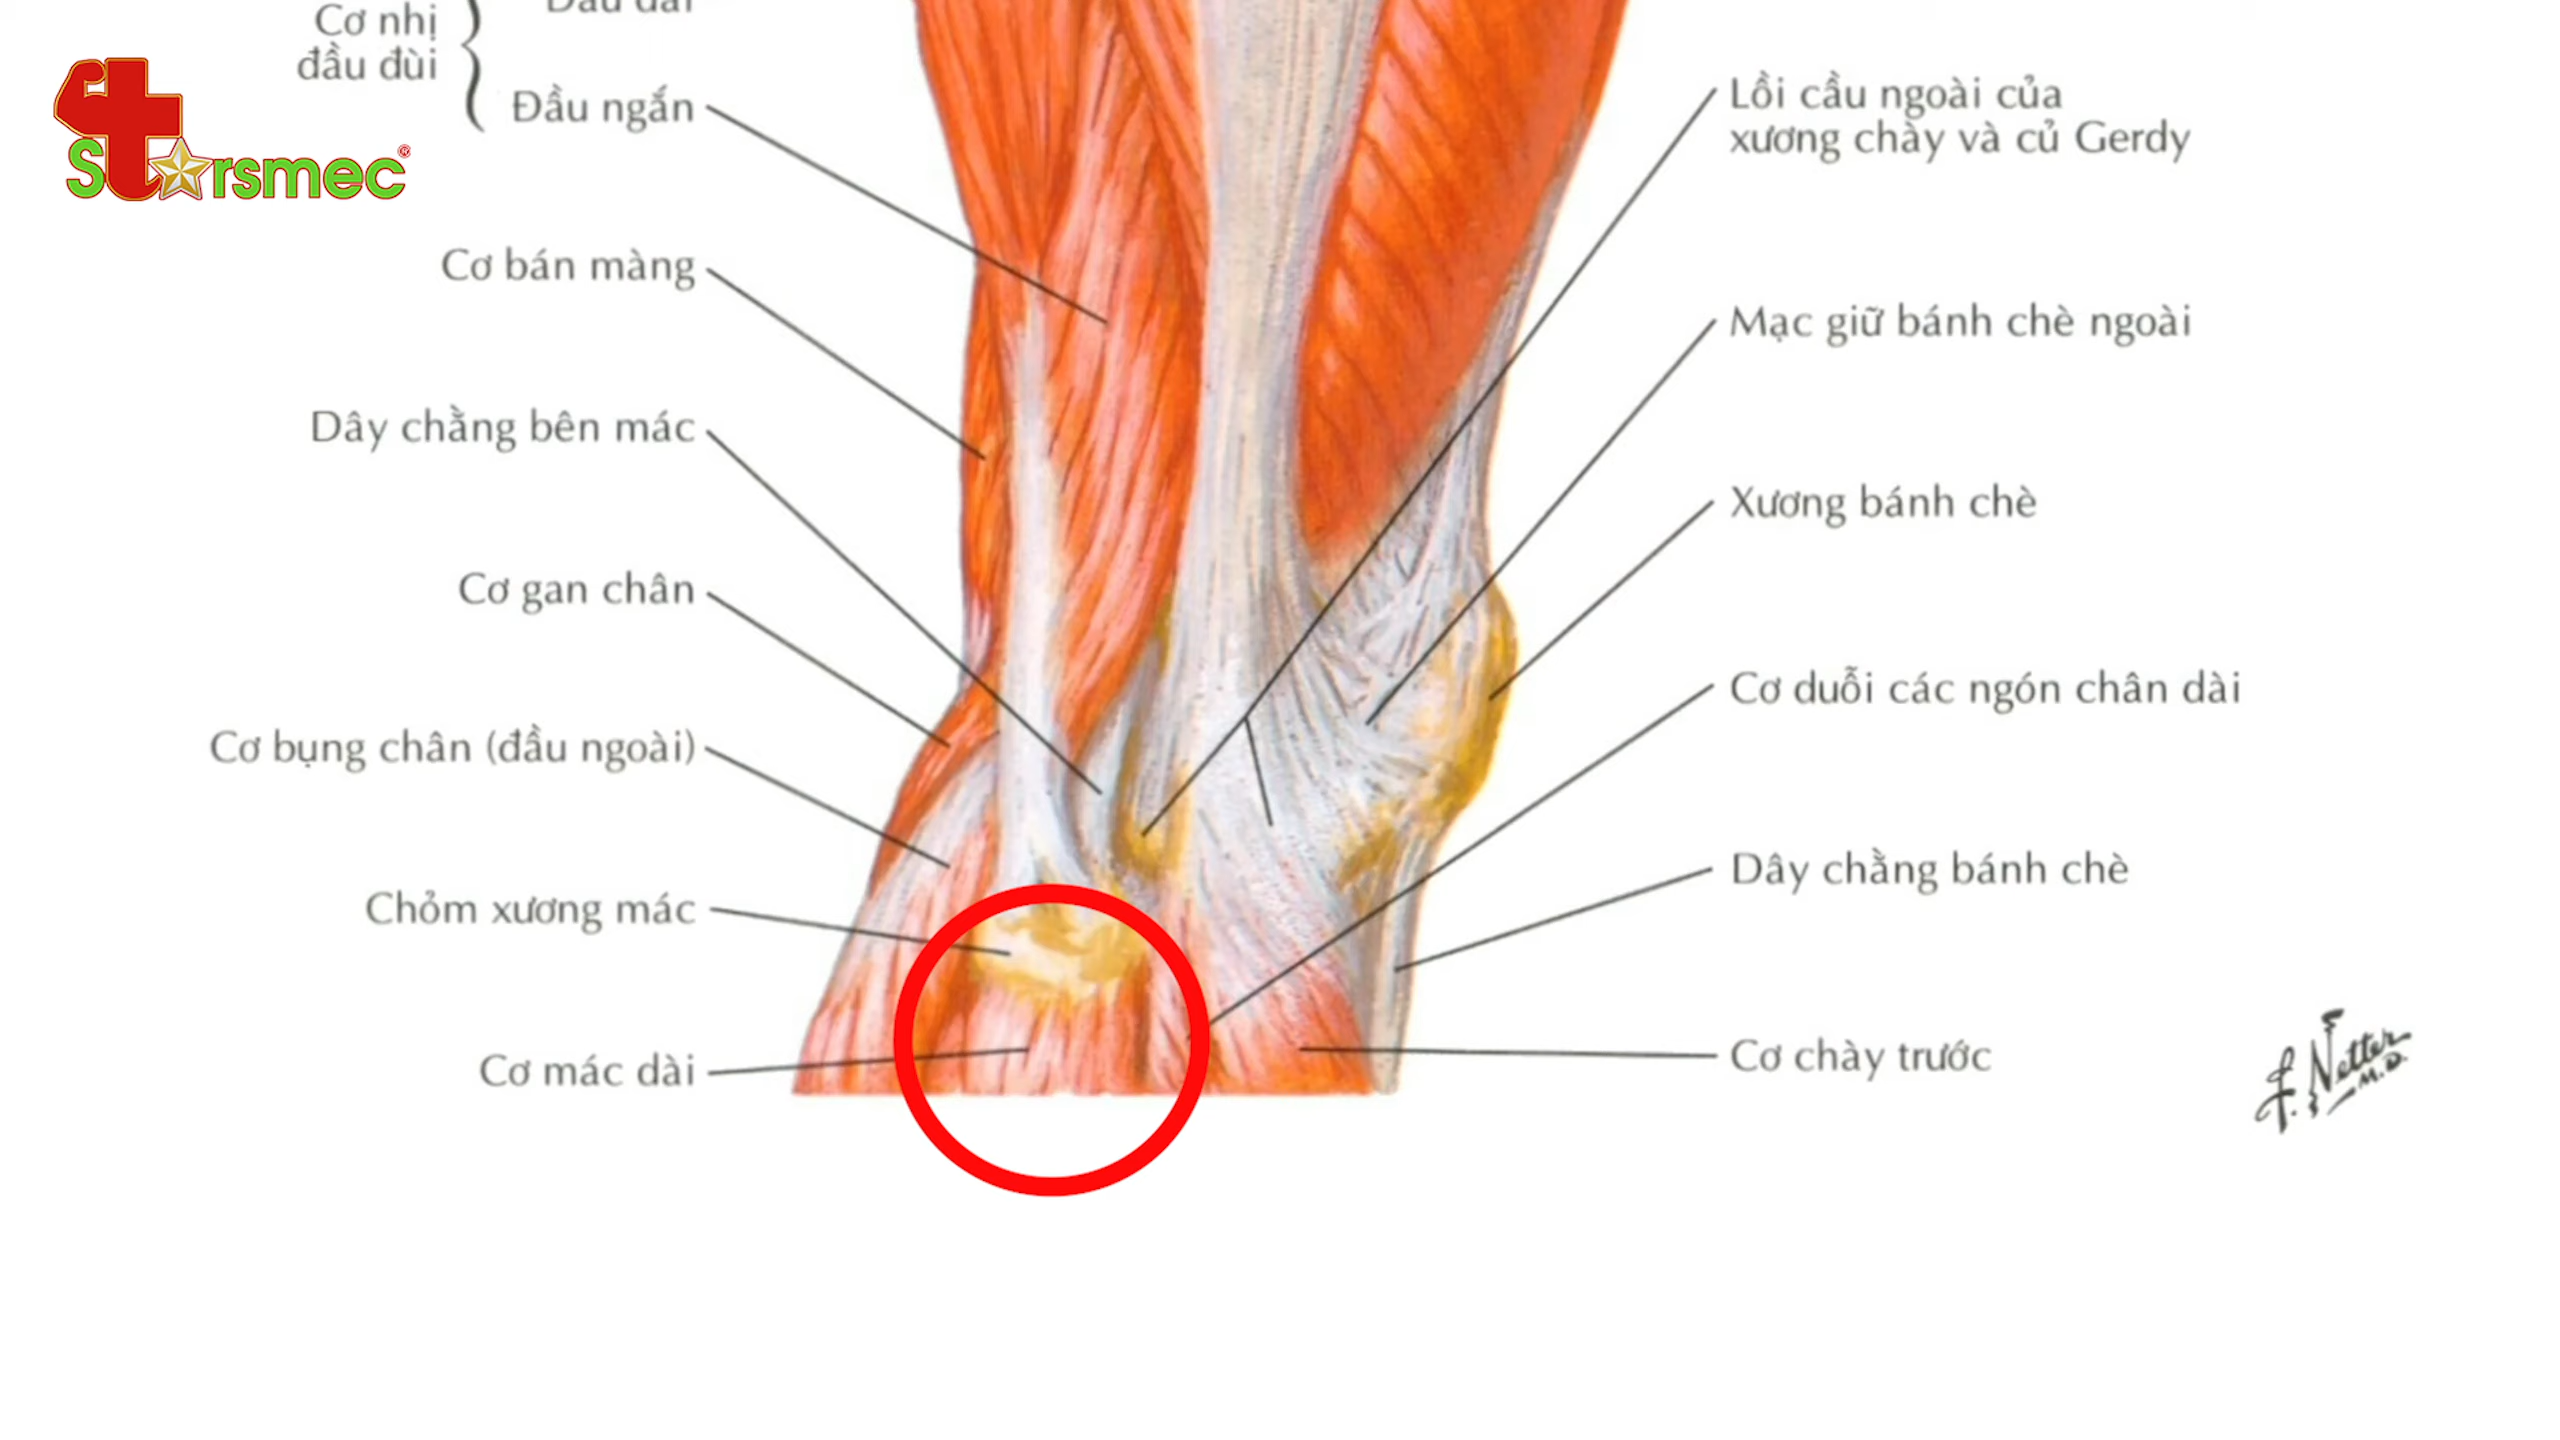 Cơ nhị
đầu đùi
Đầu dài
Đầu ngắn
Starsmec®
Cơ bán màng
Dây chằng bên mác
Cơ gan chân
Cơ bụng chân (đầu ngoài)
Chỏm xương mác
Cơ mác dài
Lồi cầu ngoài của
xương chày và củ Gerdy
Mạc giữ bánh chè ngoài
Xương bánh chè
Cơ duỗi các ngón chân dài
Dây chằng bánh chè
Cơ chày trước
F. Netter
M.D.